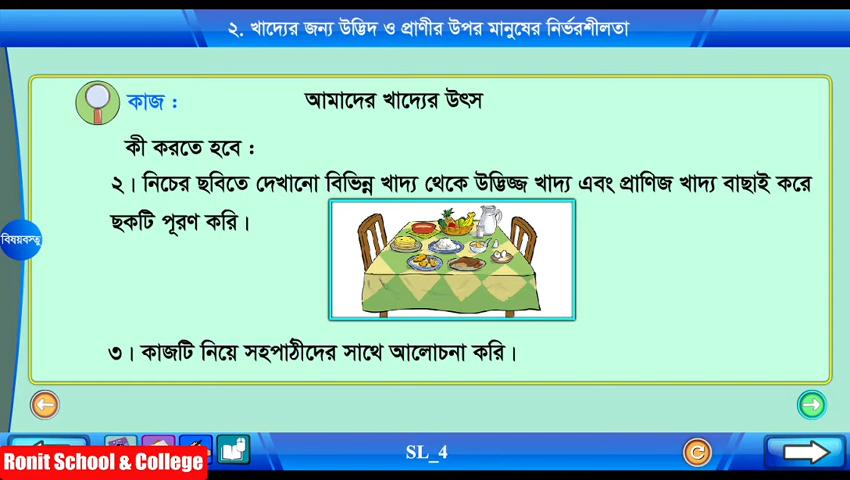 ২. খাদ্যের জন্য উদ্ভিদ ও প্রাণীর উপর মানুষের নির্ভরশীলতা
কাজ : আমাদের খাদ্যের উৎস
কী করতে হবে :
২। নিচের ছবিতে দেখানো বিভিন্ন খাদ্য থেকে উদ্ভিজ্জ খাদ্য এবং প্রাণিজ খাদ্য বাছাই করে
ছকটি পূরণ করি।
বিষয়বস্তু
৩। কাজটি নিয়ে সহপাঠীদের সাথে আলোচনা করি।
SL_4
Ronit School & College